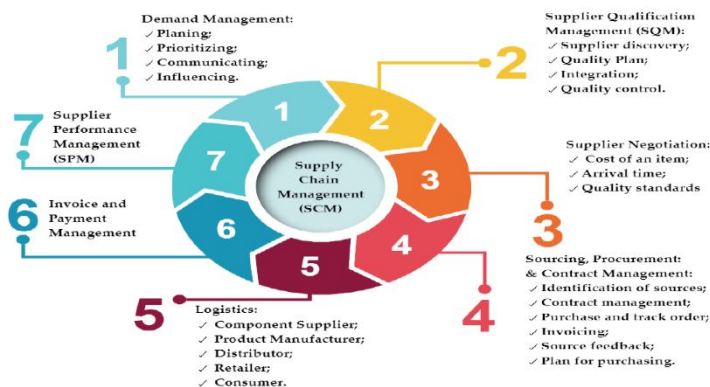 1
Demand Management:
✓ Planing;
✓ Prioritizing;
✓ Communicating;
✓ Influencing.
2
Supplier Qualification
Management (SQM):
✓ Supplier discovery;
✓ Quality Plan;
✓ Integration;
✓ Quality control.
3
Supplier Negotiation:
✓ Cost of an item;
✓ Arrival time;
✓ Quality standards
4
Sourcing, Procurement:
& Contract Management:
✓ Identification of sources;
✓ Contract management;
✓ Purchase and track order;
✓ Invoicing;
✓ Source feedback;
✓ Plan for purchasing.
5
Logistics:
✓ Component Supplier;
✓ Product Manufacturer;
✓ Distributor;
✓ Retailer;
✓ Consumer.
6
Invoice and
Payment
Management
7
Supplier
Performance
Management
(SPM)
1
2
3
4
5
6
7
Supply
Chain
Management
(SCM)